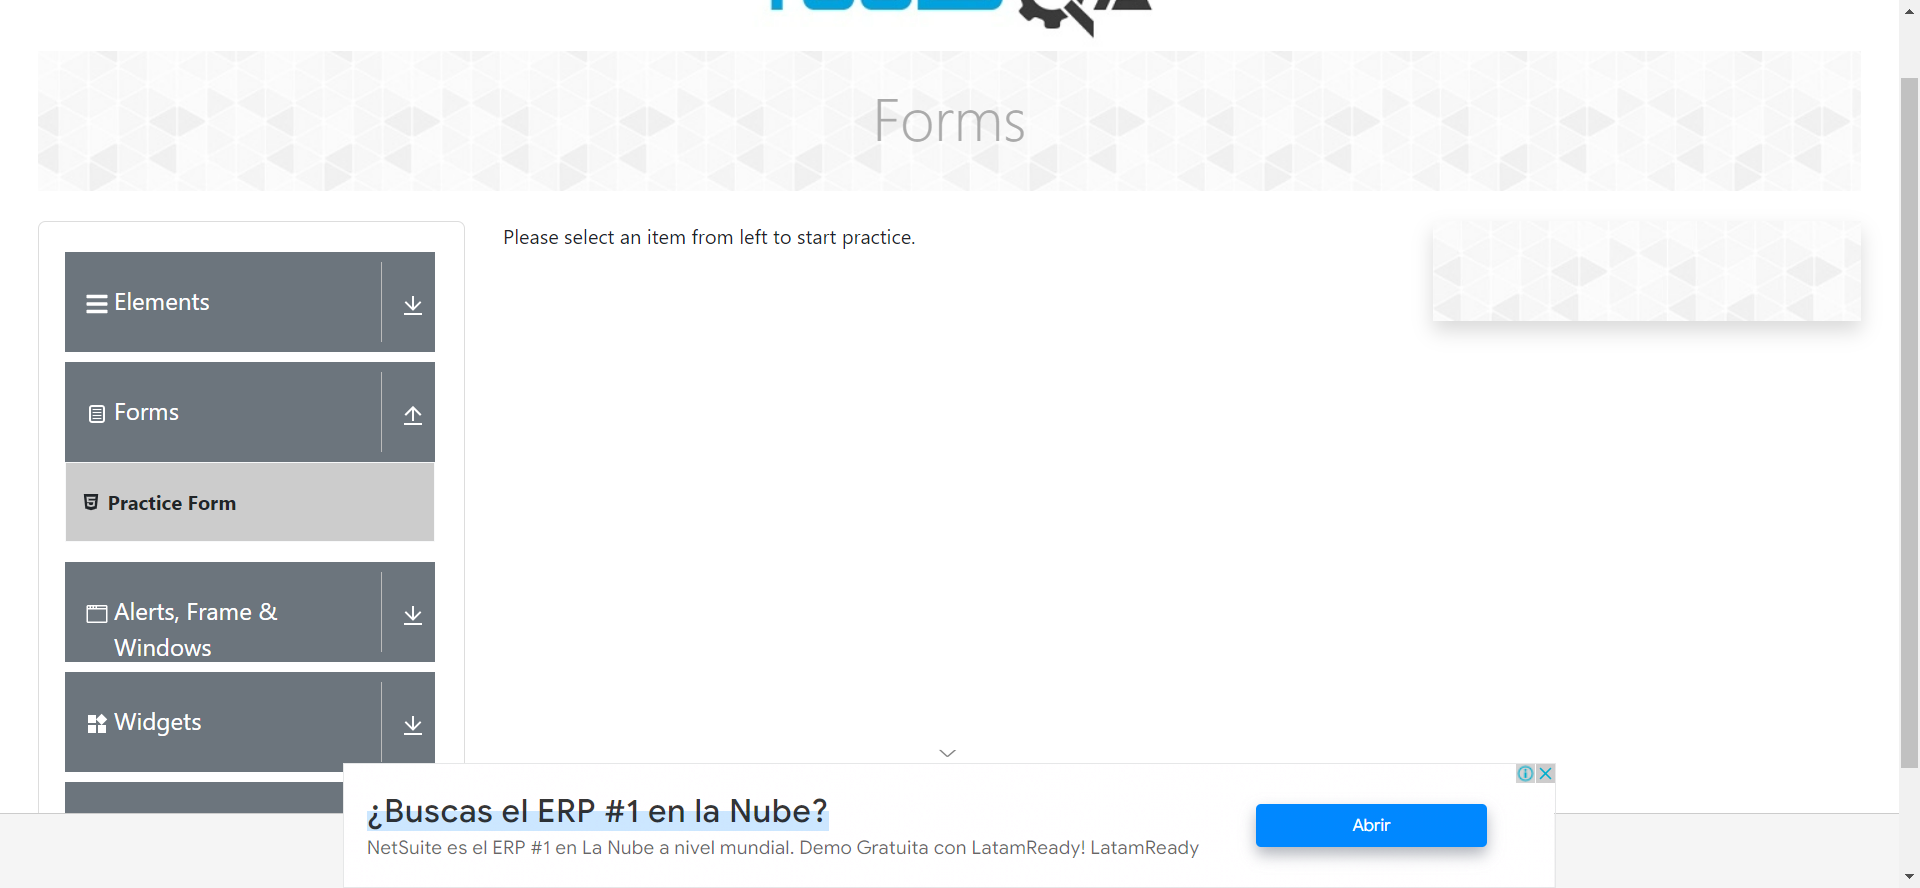 Forms
Please select an item from left to start practice.
Elements
Forms
Practice Form
Alerts, Frame &
Windows
Widgets
¿Buscas el ERP #1 en la Nube?
NetSuite es el ERP #1 en La Nube a nivel mundial. Demo Gratuita con LatamReady! LatamReady
Abrir